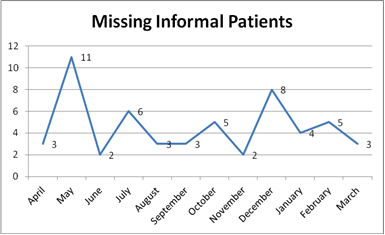 Missing Informal Patients
12
10
8
6
4
2
0
3
11
2
6
3
3
5
2
8
4
5
3
April
May
June
July
August
September
October
November
December
January
February
March